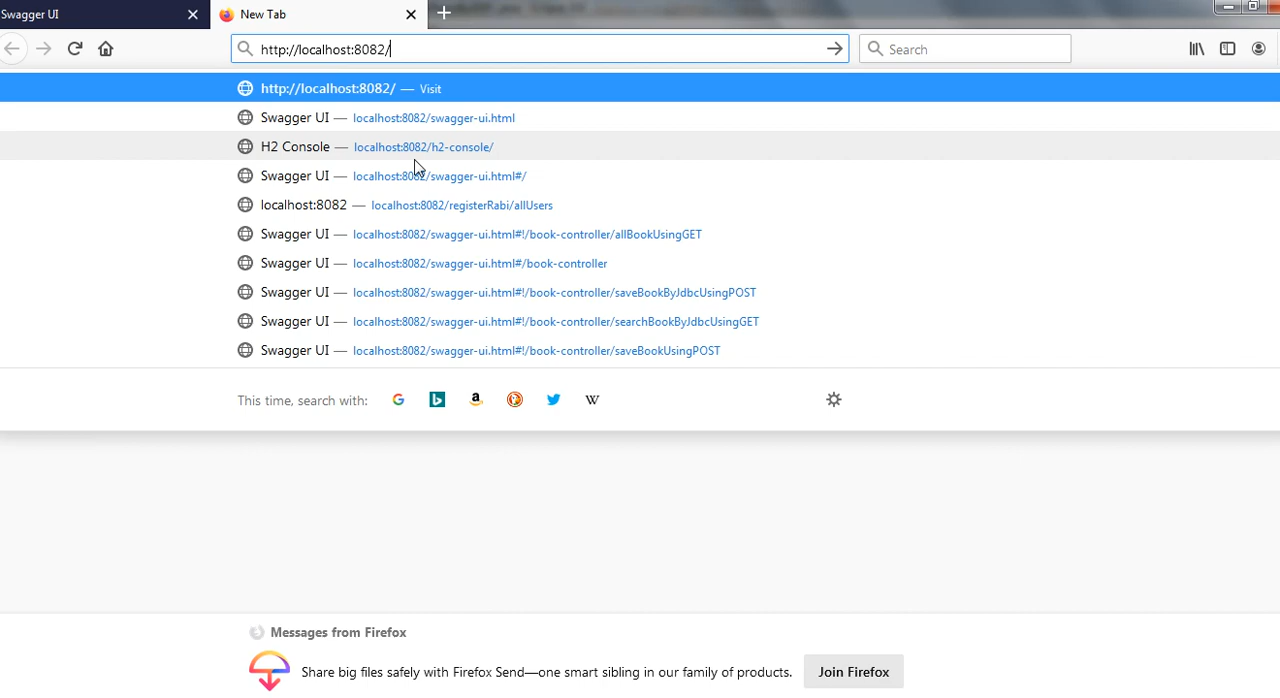 Swagger UI
New Tab
http://localhost:8082/
Search
http://localhost:8082/ — Visit
Swagger UI — localhost:8082/swagger-ui.html
H2 Console — localhost:8082/h2-console/
Swagger UI — localhost:8082/swagger-ui.html#/
localhost:8082 — localhost:8082/registerRabi/allUsers
Swagger UI — localhost:8082/swagger-ui.html#!/book-controller/allBookUsingGET
Swagger UI — localhost:8082/swagger-ui.html#/book-controller
Swagger UI — localhost:8082/swagger-ui.html#!/book-controller/saveBookByJdbcUsingPOST
Swagger UI — localhost:8082/swagger-ui.html#!/book-controller/searchBookByJdbcUsingGET
Swagger UI — localhost:8082/swagger-ui.html#!/book-controller/saveBookUsingPOST
This time, search with:
Messages from Firefox
Share big files safely with Firefox Send—one smart sibling in our family of products.
Join Firefox